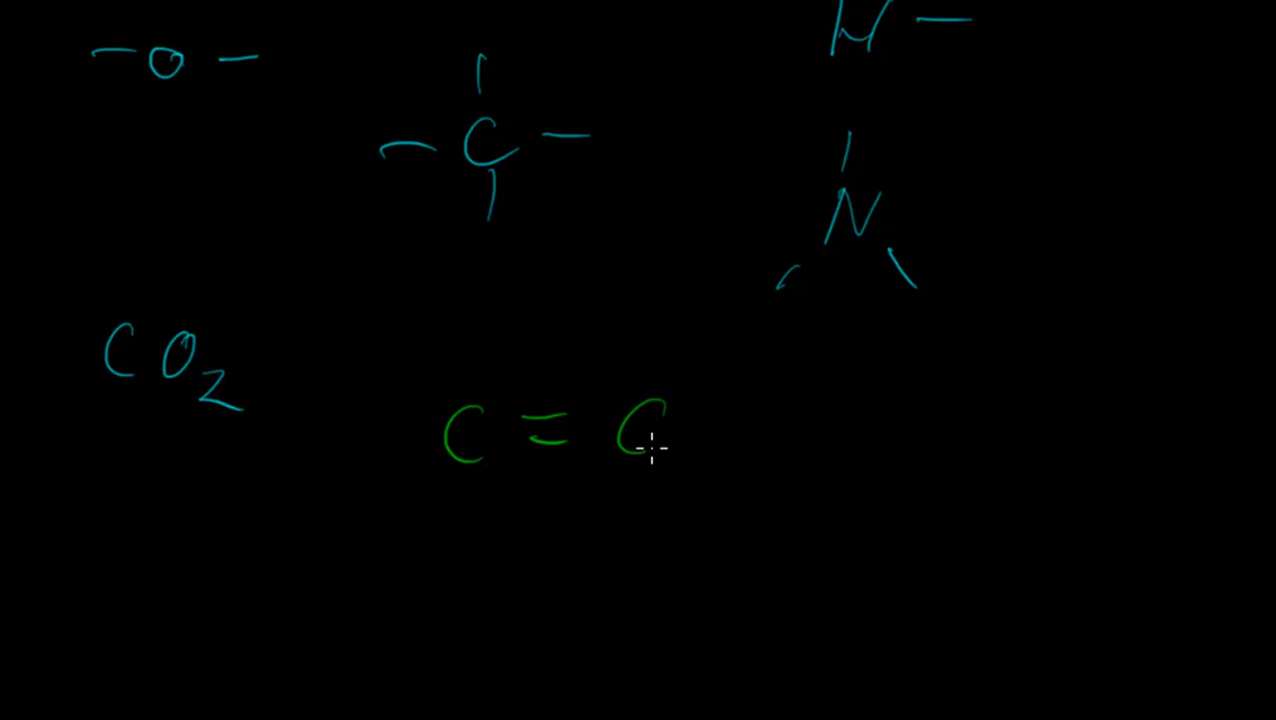 H –
– O –
– C –
N
CO₂
C = C